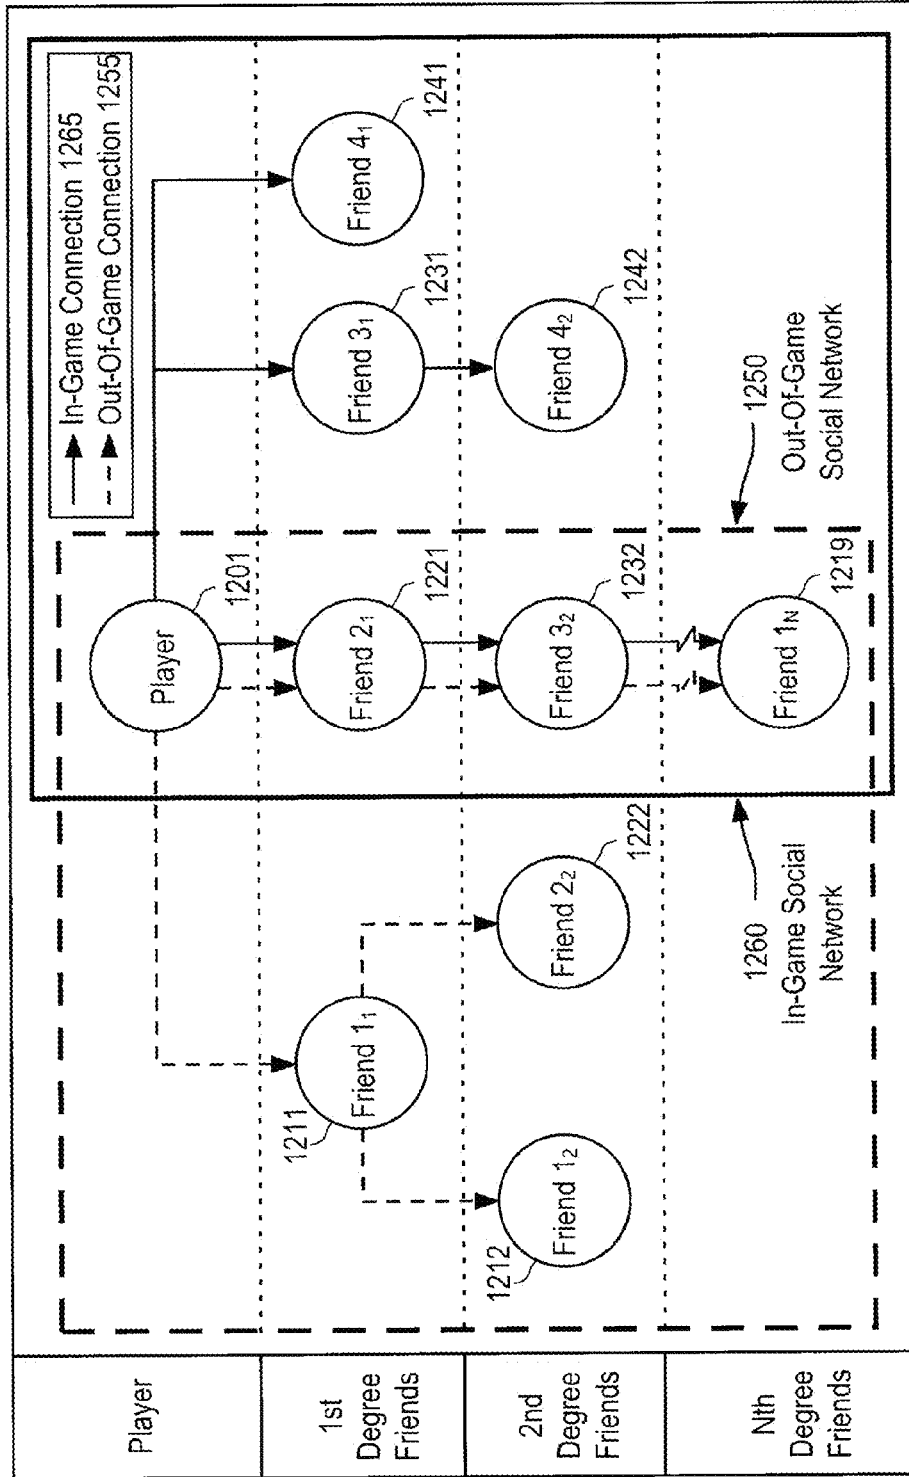 Player
1st
Degree
Friends
2nd
Degree
Friends
Nth
Degree
Friends
In-Game Connection 1265
Out-Of-Game Connection 1255
Player
1201
Friend 1₁
1211
Friend 2₁
1221
Friend 3₁
1231
Friend 4₁
1241
Friend 1₂
1212
Friend 2₂
1222
Friend 3₂
1232
Friend 4₂
1242
Friend 1N
1219
1260
In-Game Social
Network
1250
Out-Of-Game
Social Network